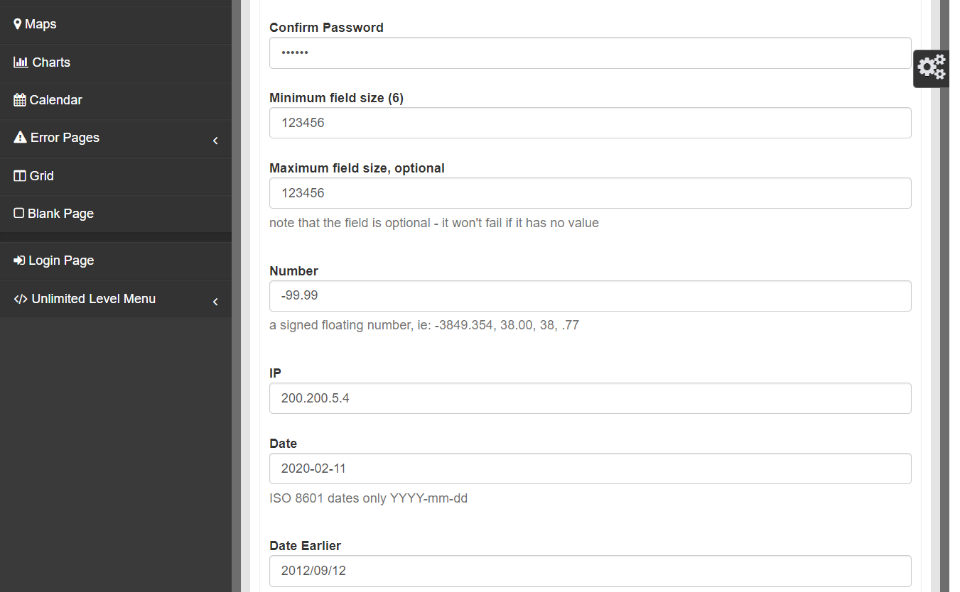 Maps
Charts
Calendar
Error Pages
Grid
Blank Page
Login Page
Unlimited Level Menu
Confirm Password
••••••
Minimum field size (6)
123456
Maximum field size, optional
123456
note that the field is optional - it won't fail if it has no value
Number
-99.99
a signed floating number, ie: -3849.354, 38.00, 38, .77
IP
200.200.5.4
Date
2020-02-11
ISO 8601 dates only YYYY-mm-dd
Date Earlier
2012/09/12